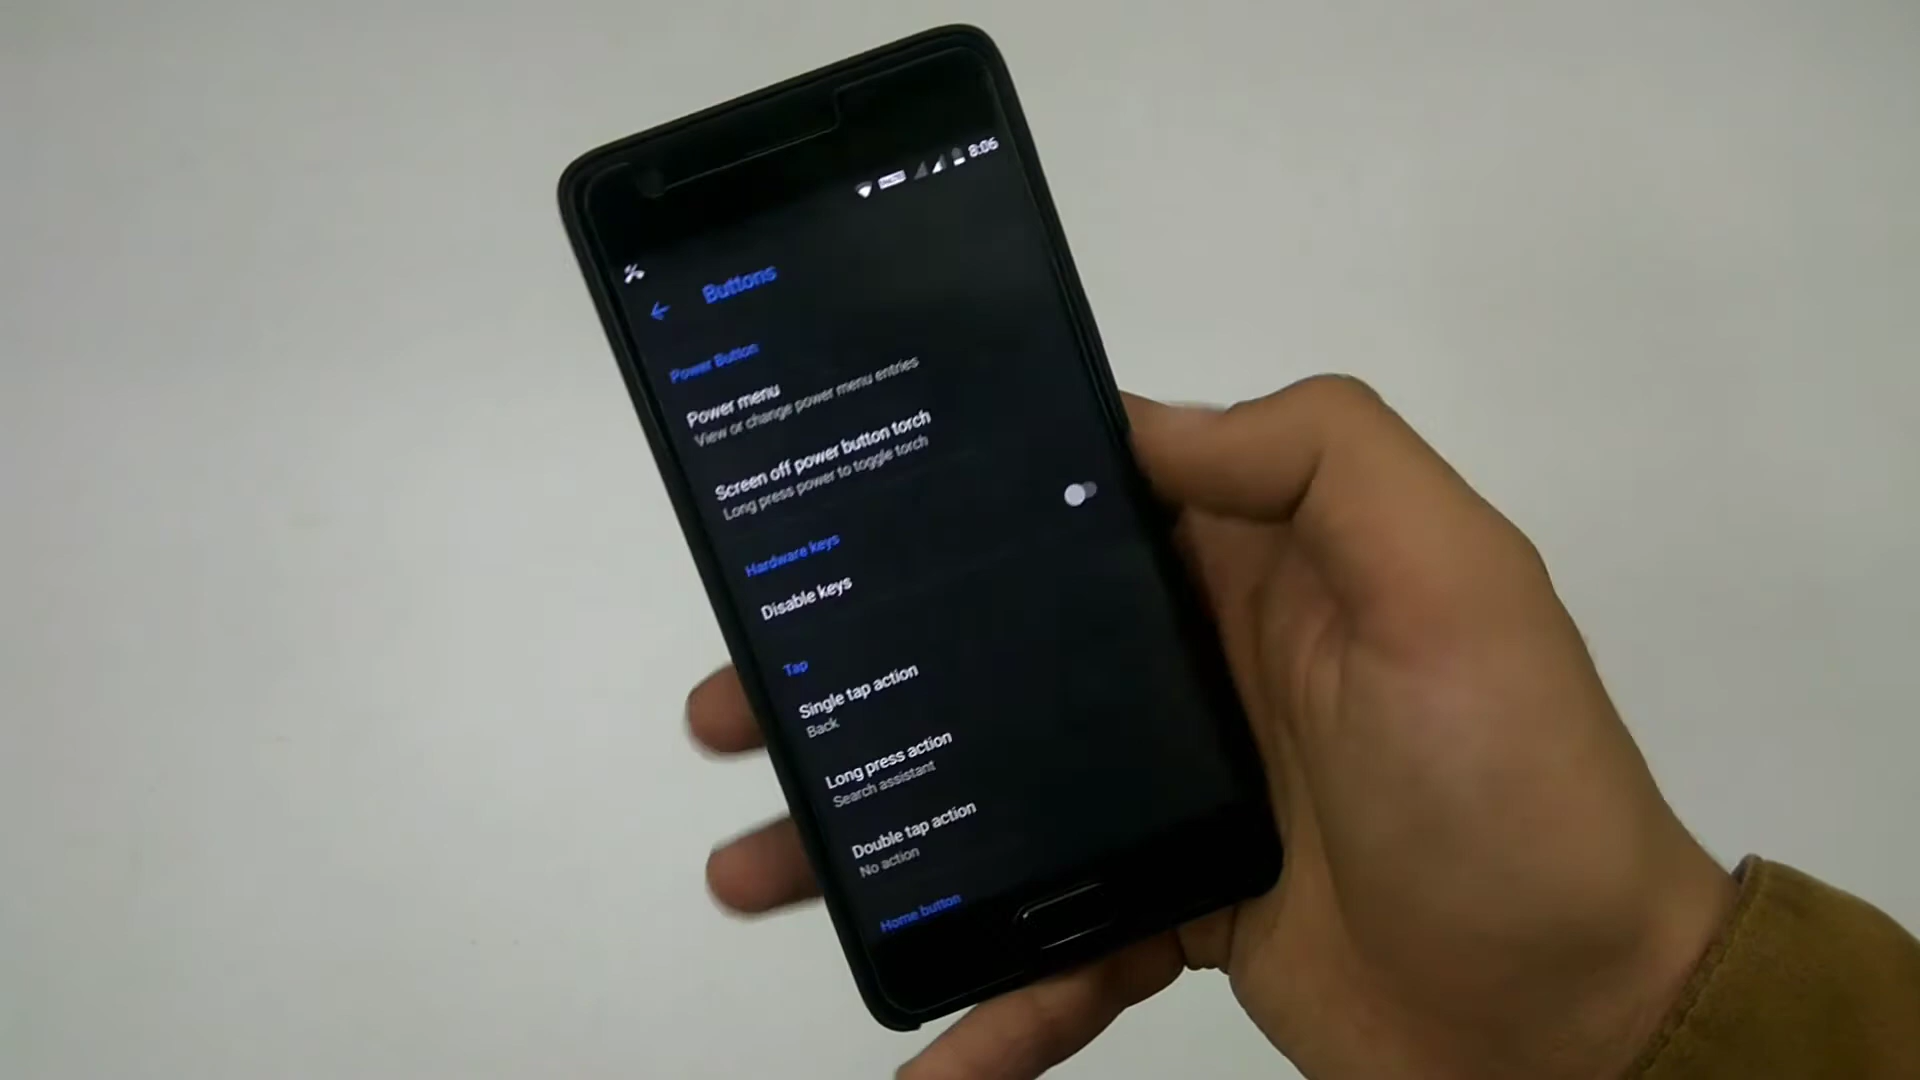 8:06
Buttons
Power Button
Power menu
View or change power menu entries
Screen off power button torch
Long press power to toggle torch
Hardware keys
Disable keys
Tap
Single tap action
Back
Long press action
Search assistant
Double tap action
No action
Home button